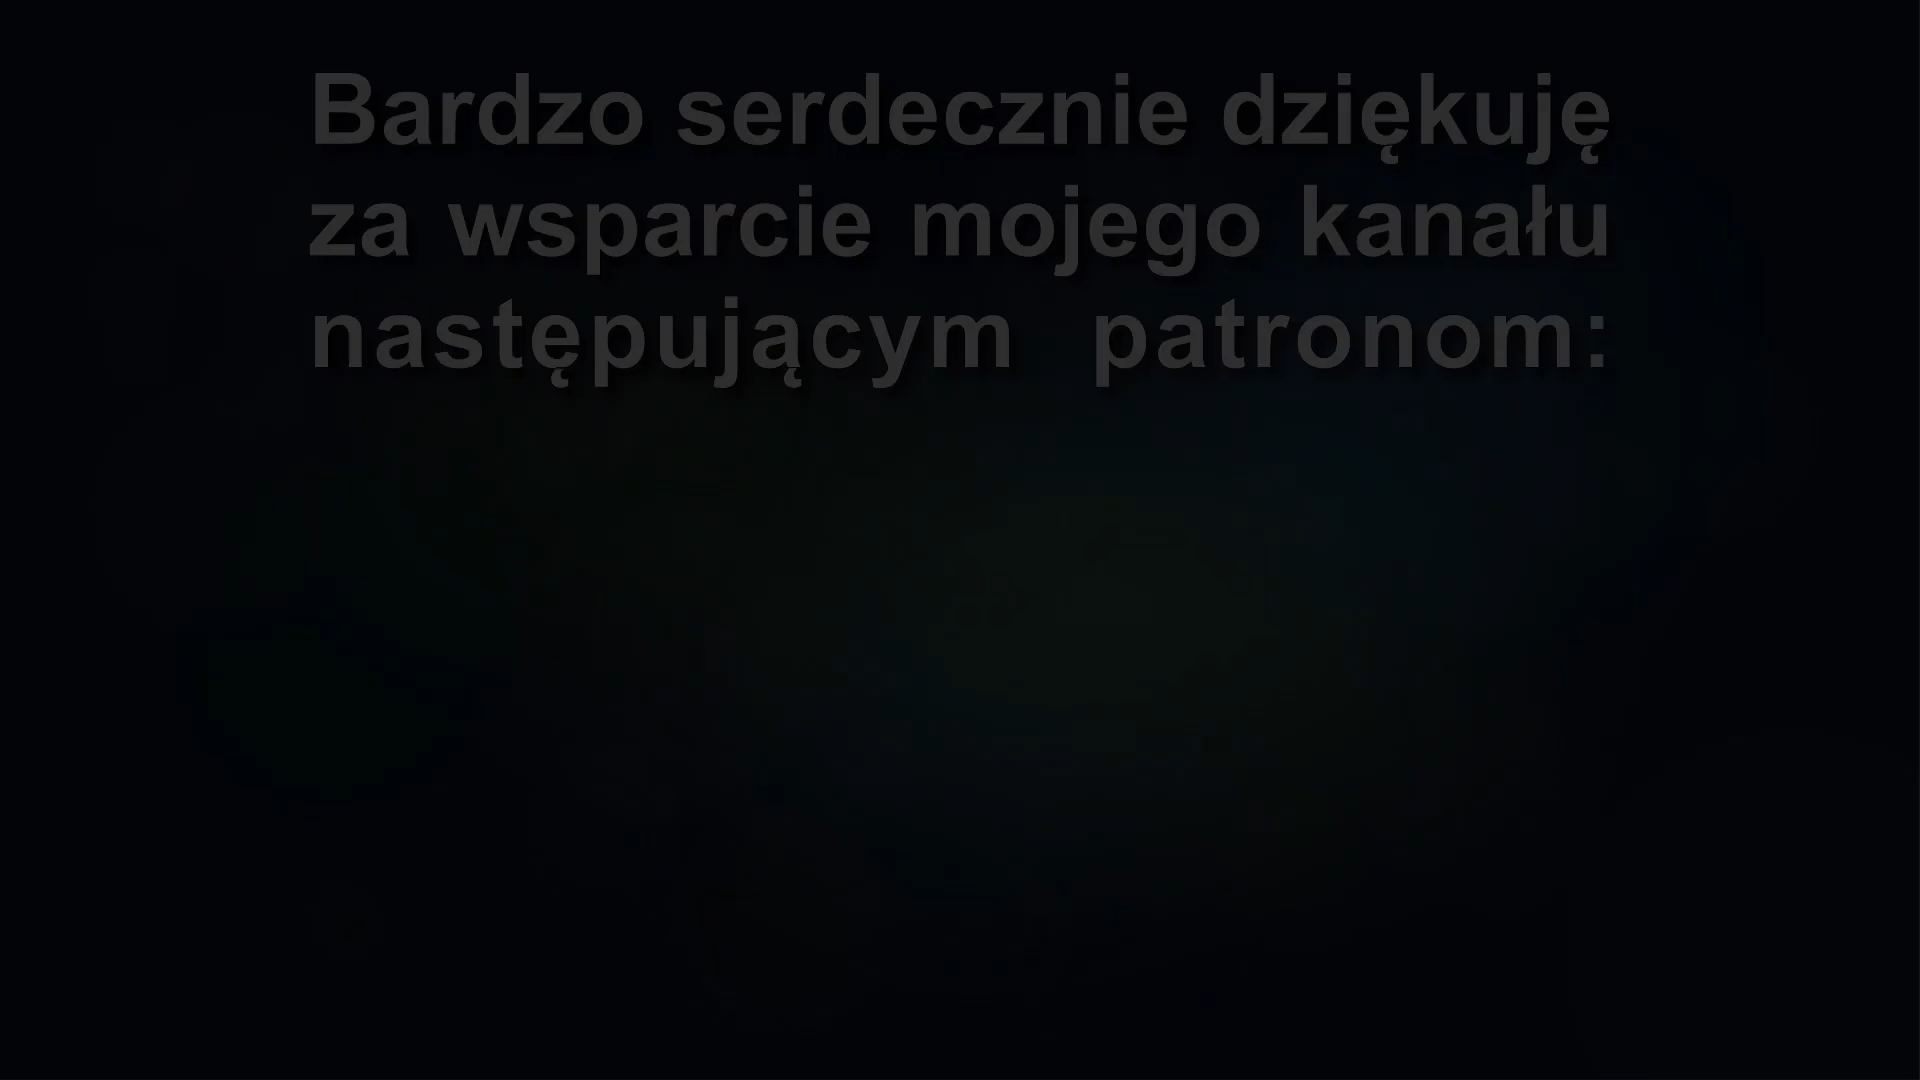 Bardzo serdecznie dziękuję
za wsparcie mojego kanału
następującym patronom: